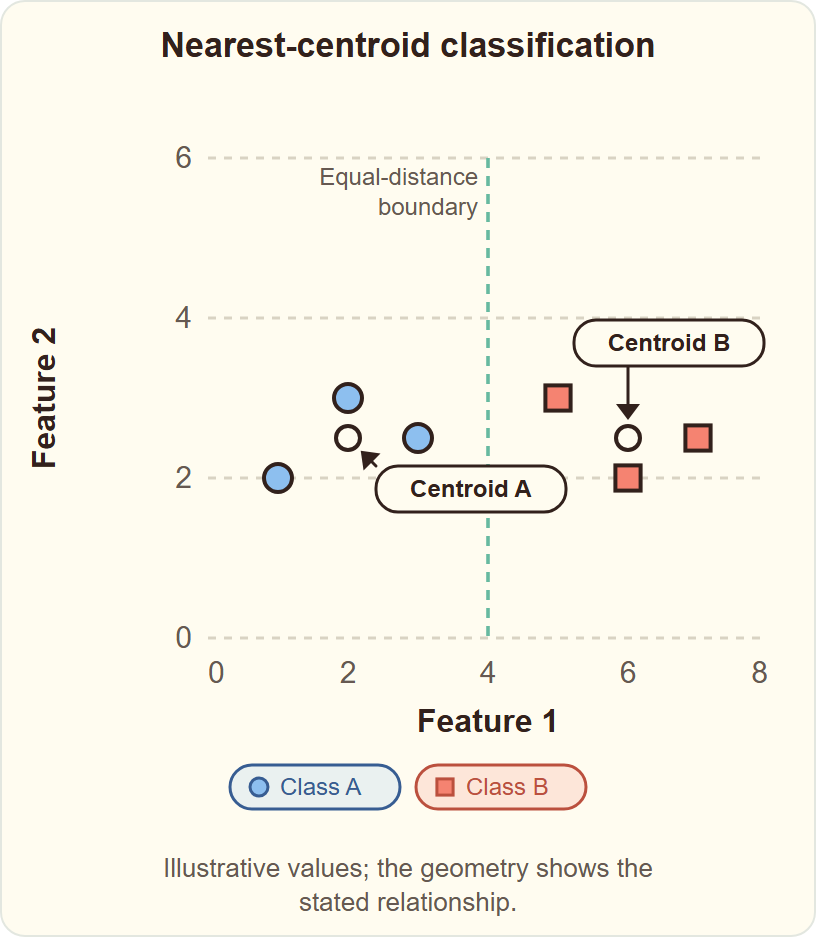 Nearest-centroid classification
6
Equal-distance
boundary
4
Centroid B
Feature 2
2
Centroid A
0
0 2 4 6 8
Feature 1
Class A
Class B
Illustrative values; the geometry shows the
stated relationship.